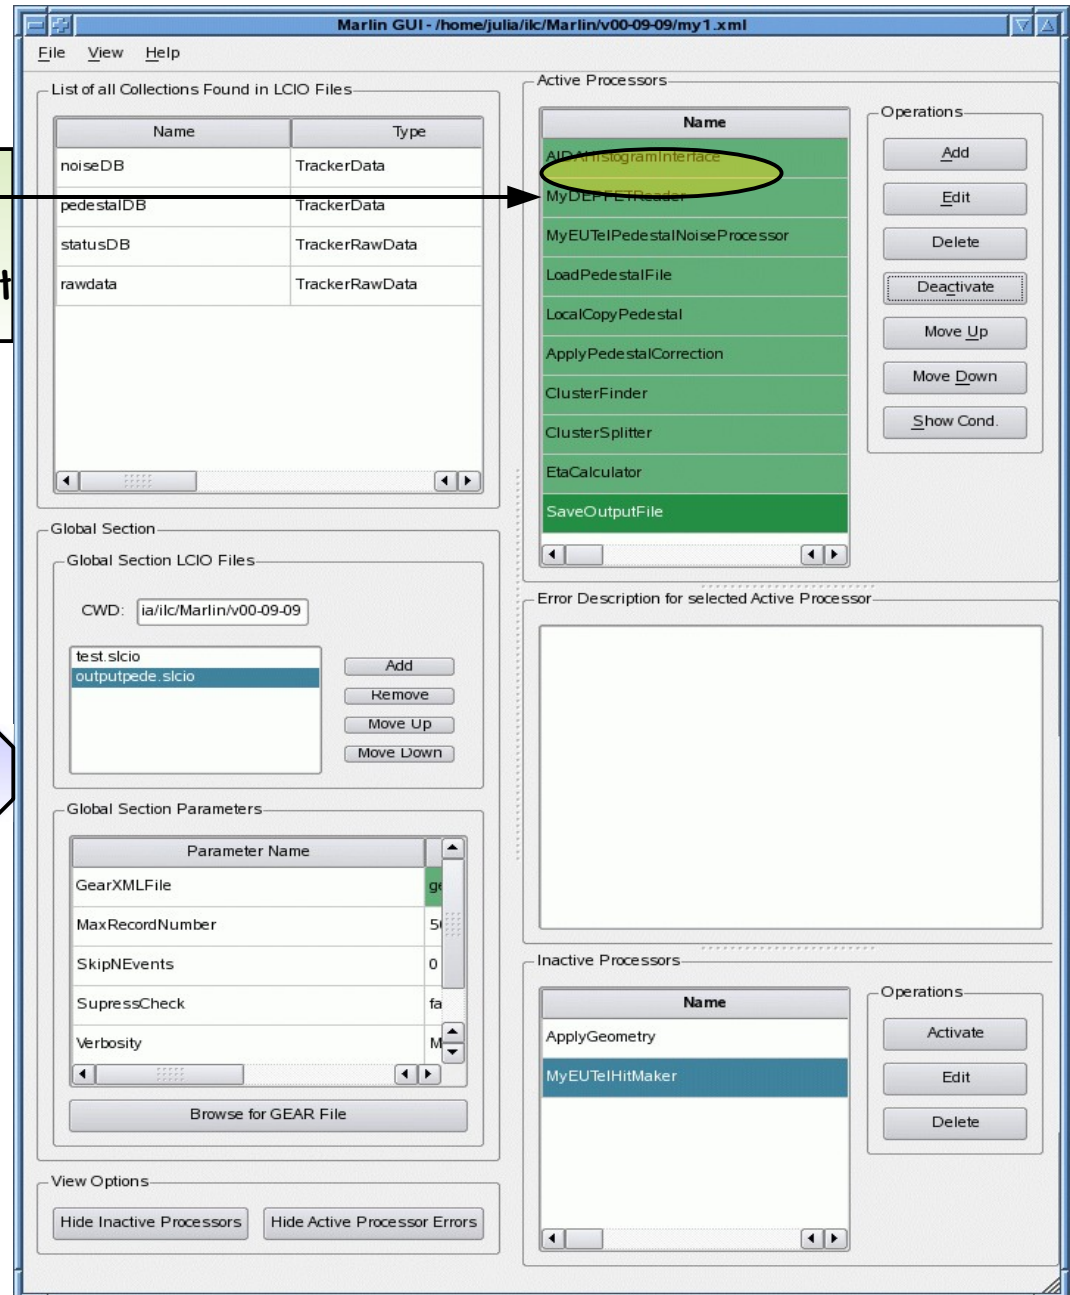 Marlin GUI - /home/julia/ilc/Marlin/v00-09-09/my1.xml
File View Help
List of all Collections Found in LCIO Files
Name Type
noiseDB TrackerData
pedestalDB TrackerData
statusDB TrackerRawData
rawdata TrackerRawData
Global Section
Global Section LCIO Files
CWD: ia/ilc/Marlin/v00-09-09
test.slcio
outputpede.slcio
Add
Remove
Move Up
Move Down
Global Section Parameters
Parameter Name
GearXMLFile ge
MaxRecordNumber
SkipNEvents 0
SupressCheck fa
Verbosity M
Browse for GEAR File
View Options
Hide Inactive Processors Hide Active Processor Errors
Active Processors
Name
AIDAHistogramInterface
MyDEPFETReader
MyEUTelPedestalNoiseProcessor
LoadPedestalFile
LocalCopyPedestal
ApplyPedestalCorrection
ClusterFinder
ClusterSplitter
EtaCalculator
SaveOutputFile
Operations
Add
Edit
Delete
Deactivate
Move Up
Move Down
Show Cond.
Error Description for selected Active Processor
Inactive Processors
Name
ApplyGeometry
MyEUTelHitMaker
Operations
Activate
Edit
Delete